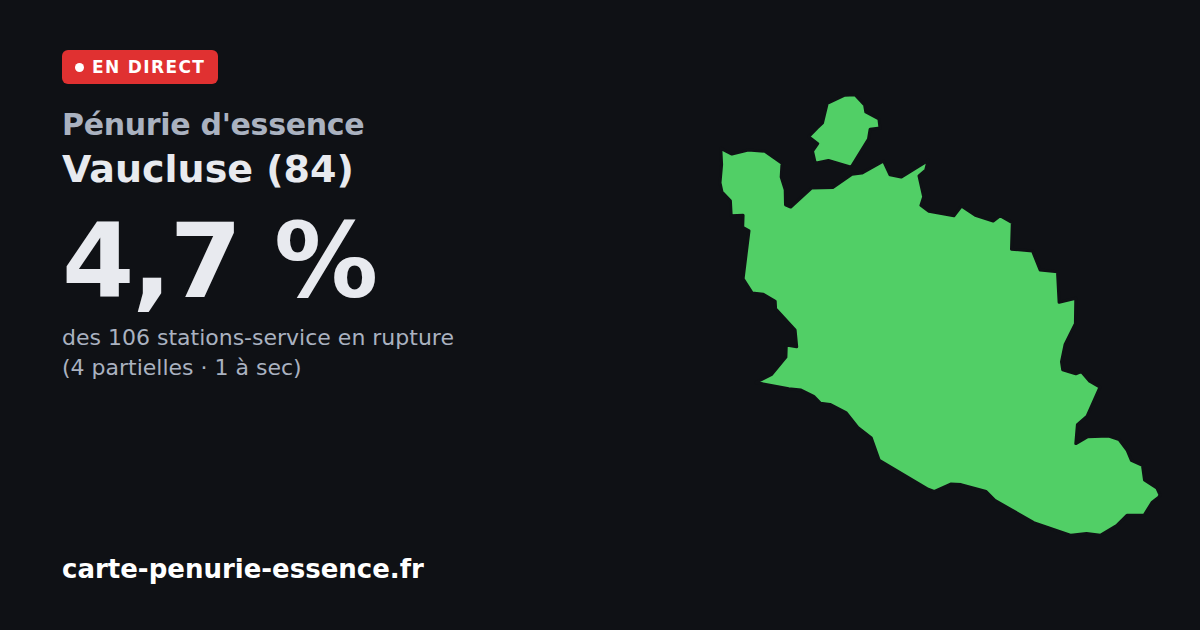 EN DIRECT
Pénurie d'essence
Vaucluse (84)
4,7 %
des 106 stations-service en rupture
(4 partielles · 1 à sec)
carte-penurie-essence.fr